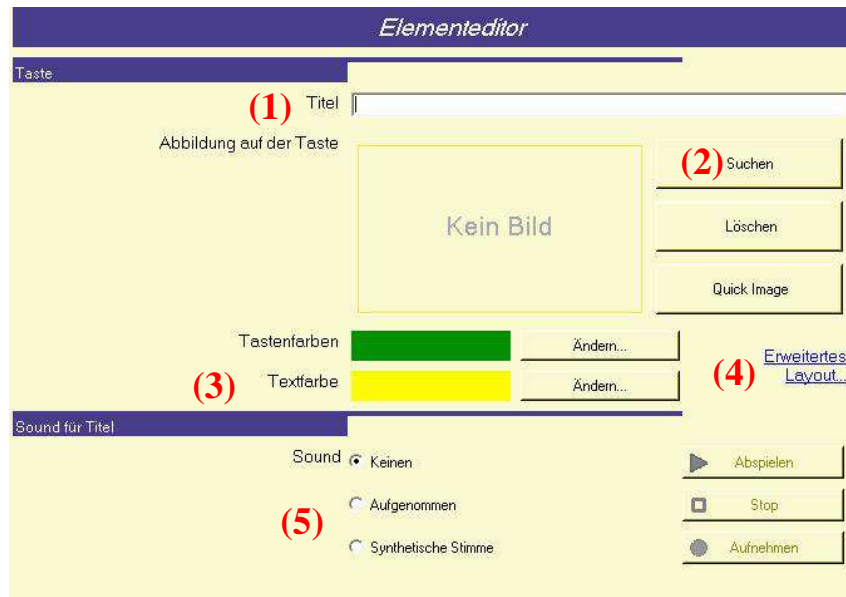 Elementeditor
Taste
(1) Titel
Abbildung auf der Taste
(2) Suchen
Kein Bild
Löschen
Quick Image
Tastenfarben Ändern...
Erweitertes
Layout...
(3) Textfarbe Ändern... (4)
Sound für Titel
Sound Keinen Abspielen
Aufgenommen Stop
(5)
Synthetische Stimme Aufnehmen